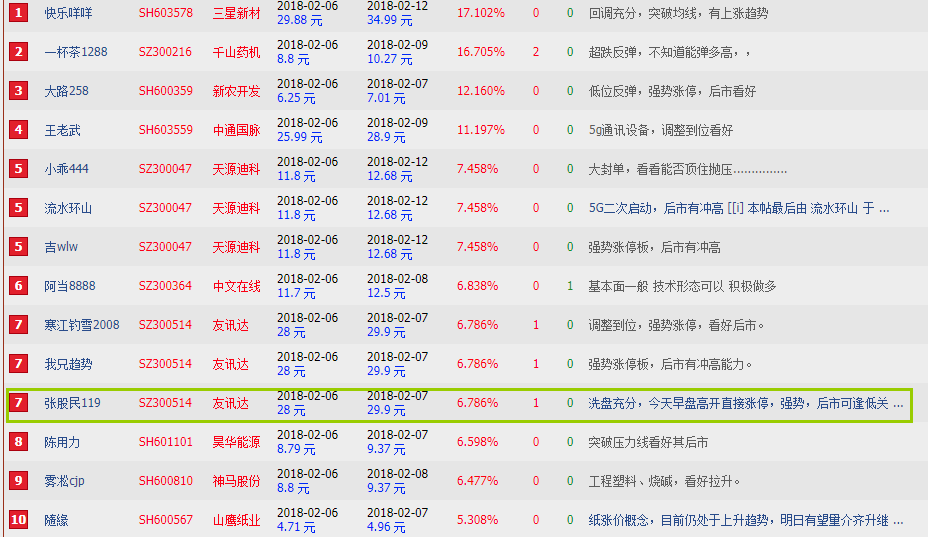 1 快乐咩咩 SH603578 三星新材 2018-02-06 29.88 元 2018-02-12 34.99 元 17.102% 0 0 回调充分，突破均线，有上涨趋势
2 一杯茶1288 SZ300216 千山药机 2018-02-06 8.8 元 2018-02-09 10.27 元 16.705% 2 0 超跌反弹，不知道能弹多高，，
3 大路258 SH600359 新农开发 2018-02-06 6.25 元 2018-02-07 7.01 元 12.160% 0 0 低位反弹，强势涨停，后市看好
4 王老武 SH603559 中通国脉 2018-02-06 25.99 元 2018-02-09 28.9 元 11.197% 0 0 5g通讯设备，调整到位看好
5 小乖444 SZ300047 天源迪科 2018-02-06 11.8 元 2018-02-12 12.68 元 7.458% 0 0 大封单，看看能否顶住抛压...............
5 流水环山 SZ300047 天源迪科 2018-02-06 11.8 元 2018-02-12 12.68 元 7.458% 0 0 5G二次启动，后市有冲高 [[i] 本帖最后由 流水环山 于 ...
5 吉wlw SZ300047 天源迪科 2018-02-06 11.8 元 2018-02-12 12.68 元 7.458% 0 0 强势涨停板，后市有冲高
6 阿当8888 SZ300364 中文在线 2018-02-06 11.7 元 2018-02-08 12.5 元 6.838% 0 1 基本面一般 技术形态可以 积极做多
7 寒江钓雪2008 SZ300514 友讯达 2018-02-06 28 元 2018-02-07 29.9 元 6.786% 1 0 调整到位，强势涨停，看好后市。
7 我兄趋势 SZ300514 友讯达 2018-02-06 28 元 2018-02-07 29.9 元 6.786% 1 0 强势涨停板，后市有冲高能力。
7 张股民119 SZ300514 友讯达 2018-02-06 28 元 2018-02-07 29.9 元 6.786% 1 0 洗盘充分，今天早盘高开直接涨停，强势，后市可逢低关 ...
8 陈用力 SH601101 昊华能源 2018-02-06 8.79 元 2018-02-07 9.37 元 6.598% 0 0 突破压力线看好其后市
9 雾凇cjp SH600810 神马股份 2018-02-06 8.8 元 2018-02-08 9.37 元 6.477% 0 0 工程塑料、烧碱，看好拉升。
10 随缘 SH600567 山鹰纸业 2018-02-06 4.71 元 2018-02-07 4.96 元 5.308% 0 0 纸涨价概念，目前仍处于上升趋势，明日有望量介齐升继 ...